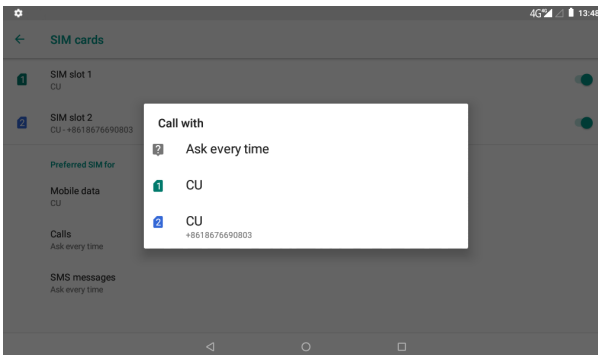 4G 13:48
SIM cards
1 SIM slot 1
CU
2 SIM slot 2
CU - +8618676690803
Preferred SIM for
Mobile data
CU
Calls
Ask every time
SMS messages
Ask every time
Call with
? Ask every time
1 CU
2 CU
+8618676690803